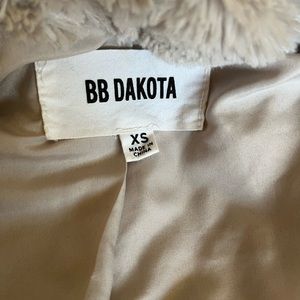 BB DAKOTA
XS
MADE IN
CHINA